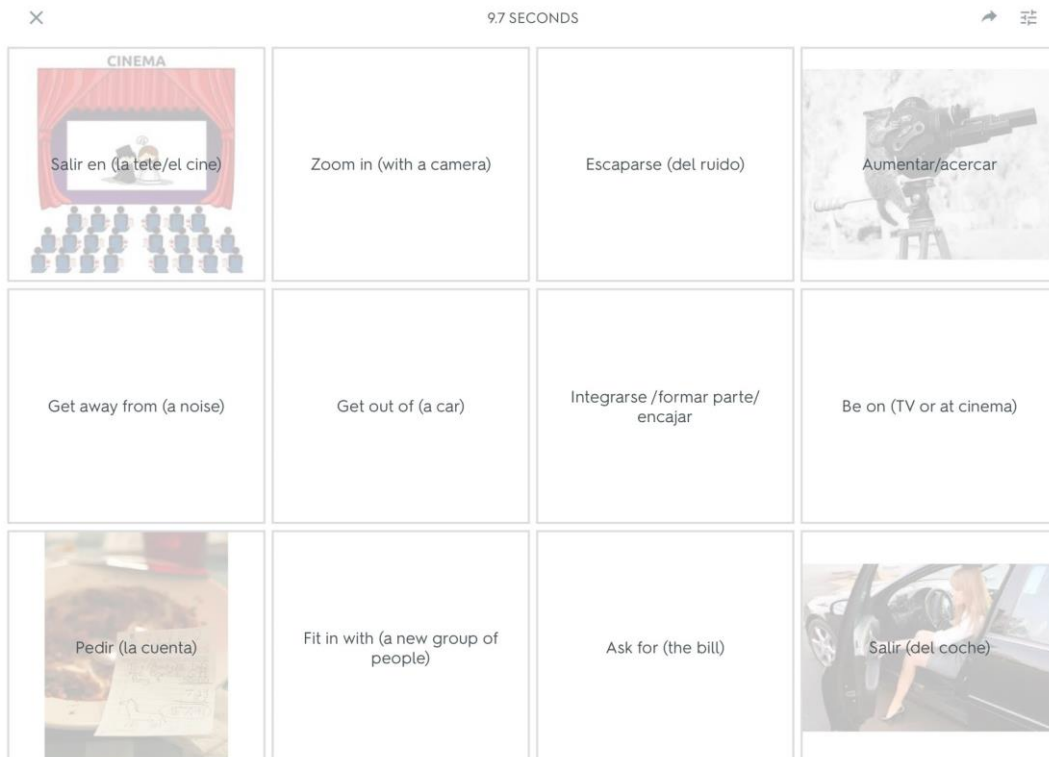 9.7 SECONDS
CINEMA
Salir en (la tele/el cine)
Zoom in (with a camera)
Escaparse (del ruido)
Aumentar/acercar
Get away from (a noise)
Get out of (a car)
Integrarse /formar parte/
encajar
Be on (TV or at cinema)
Pedir (la cuenta)
Fit in with (a new group of
people)
Ask for (the bill)
Salir (del coche)